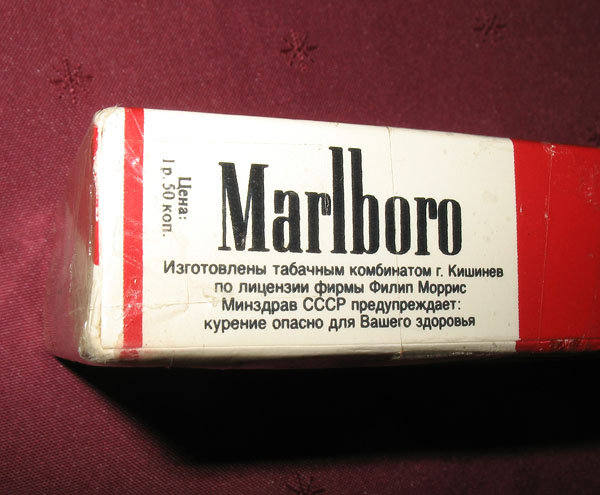 Цена:
1 р. 50 коп.
Marlboro
Изготовлены табачным комбинатом г. Кишинев
по лицензии фирмы Филип Моррис
Минздрав СССР предупреждает:
курение опасно для Вашего здоровья